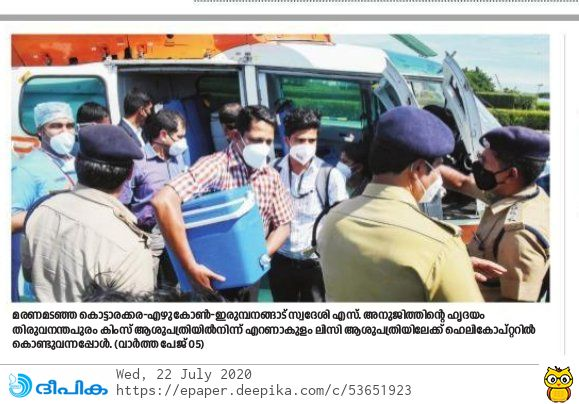 മരണമടഞ്ഞ കൊട്ടാരക്കര-എഴുകോൺ-ഇരുമ്പനങ്ങാട് സ്വദേശി എസ്. അനുജിത്തിന്റെ ഹൃദയം
തിരുവനന്തപുരം കിംസ് ആശുപത്രിയിൽനിന്ന് എറണാകുളം ലിസി ആശുപത്രിയിലേക്ക് ഹെലികോപ്റ്ററിൽ
കൊണ്ടുവന്നപ്പോൾ. (വാർത്ത പേജ് 05)
ദീപിക
Wed, 22 July 2020
https://epaper.deepika.com/c/53651923